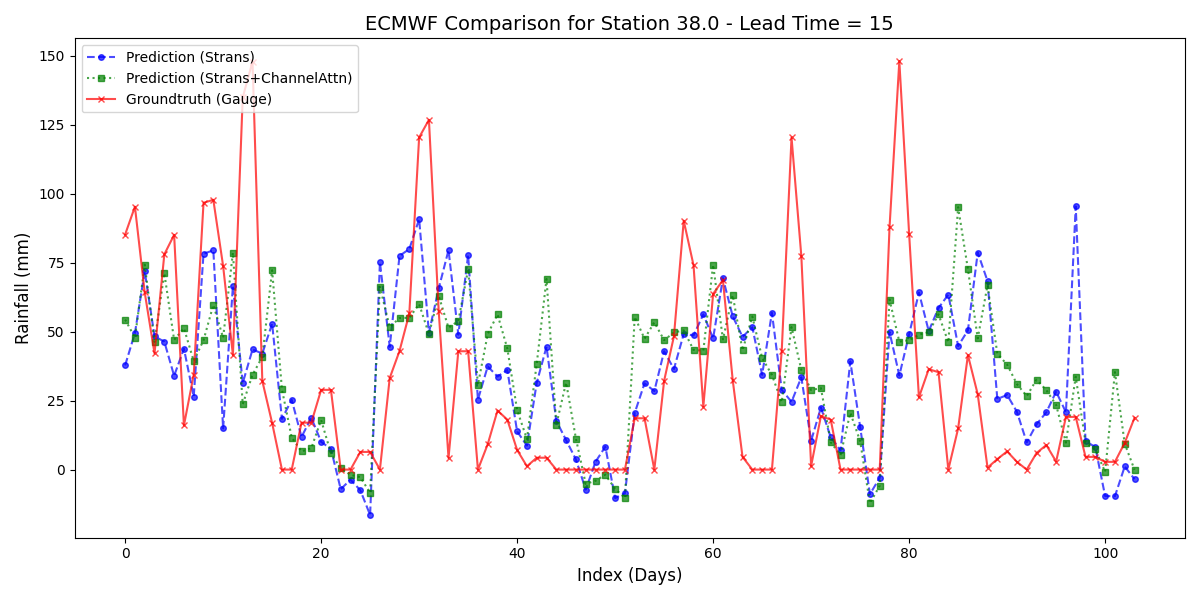 ECMWF Comparison for Station 38.0 - Lead Time = 15
Prediction (Strans)
Prediction (Strans+ChannelAttn)
Groundtruth (Gauge)
Rainfall (mm)
150
125
100
75
50
25
0
0 20 40 60 80 100
Index (Days)